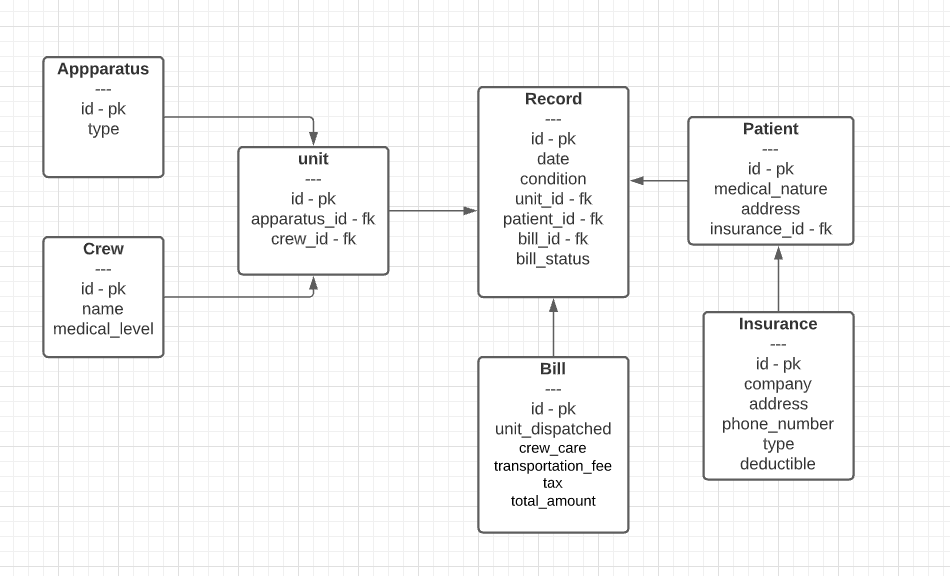 Appparatus
---
id - pk
type
Crew
---
id - pk
name
medical_level
unit
---
id - pk
apparatus_id - fk
crew_id - fk
Record
---
id - pk
date
condition
unit_id - fk
patient_id - fk
bill_id - fk
bill_status
Bill
---
id - pk
unit_dispatched
crew_care
transportation_fee
tax
total_amount
Patient
---
id - pk
medical_nature
address
insurance_id - fk
Insurance
---
id - pk
company
address
phone_number
type
deductible